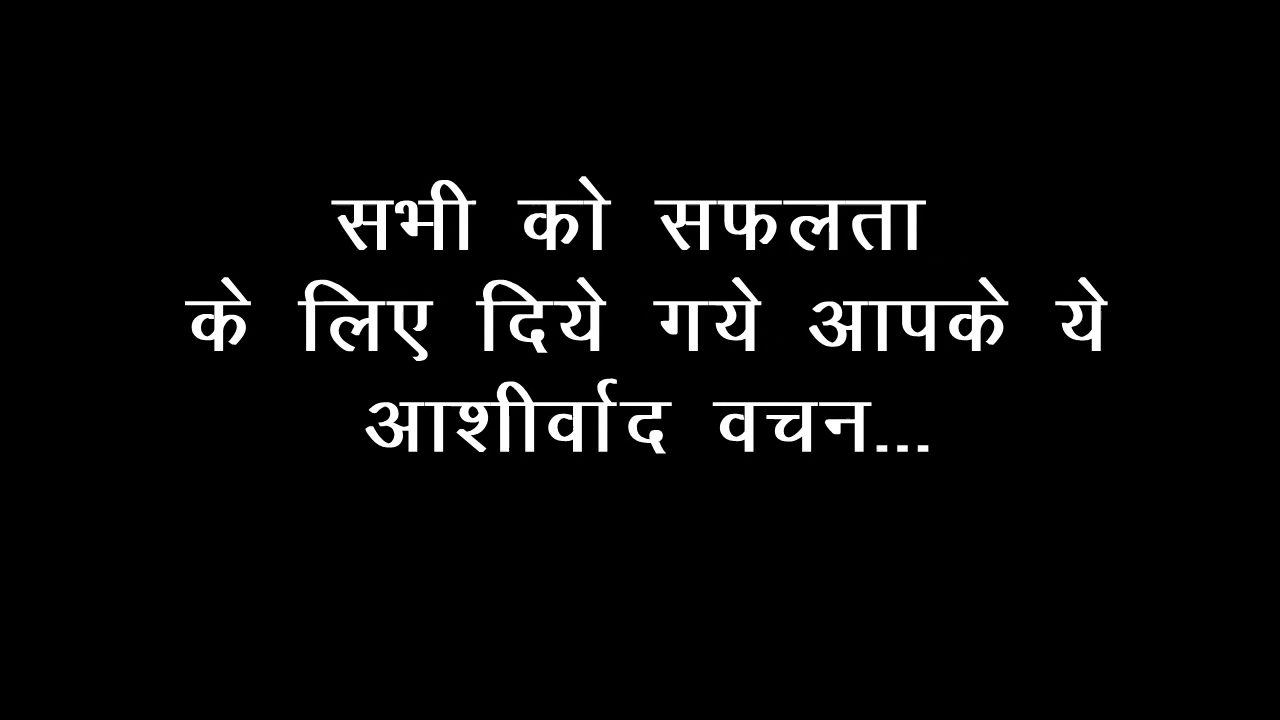 सभी को सफलता
के लिए दिये गये आपके ये
आशीर्वाद वचन...